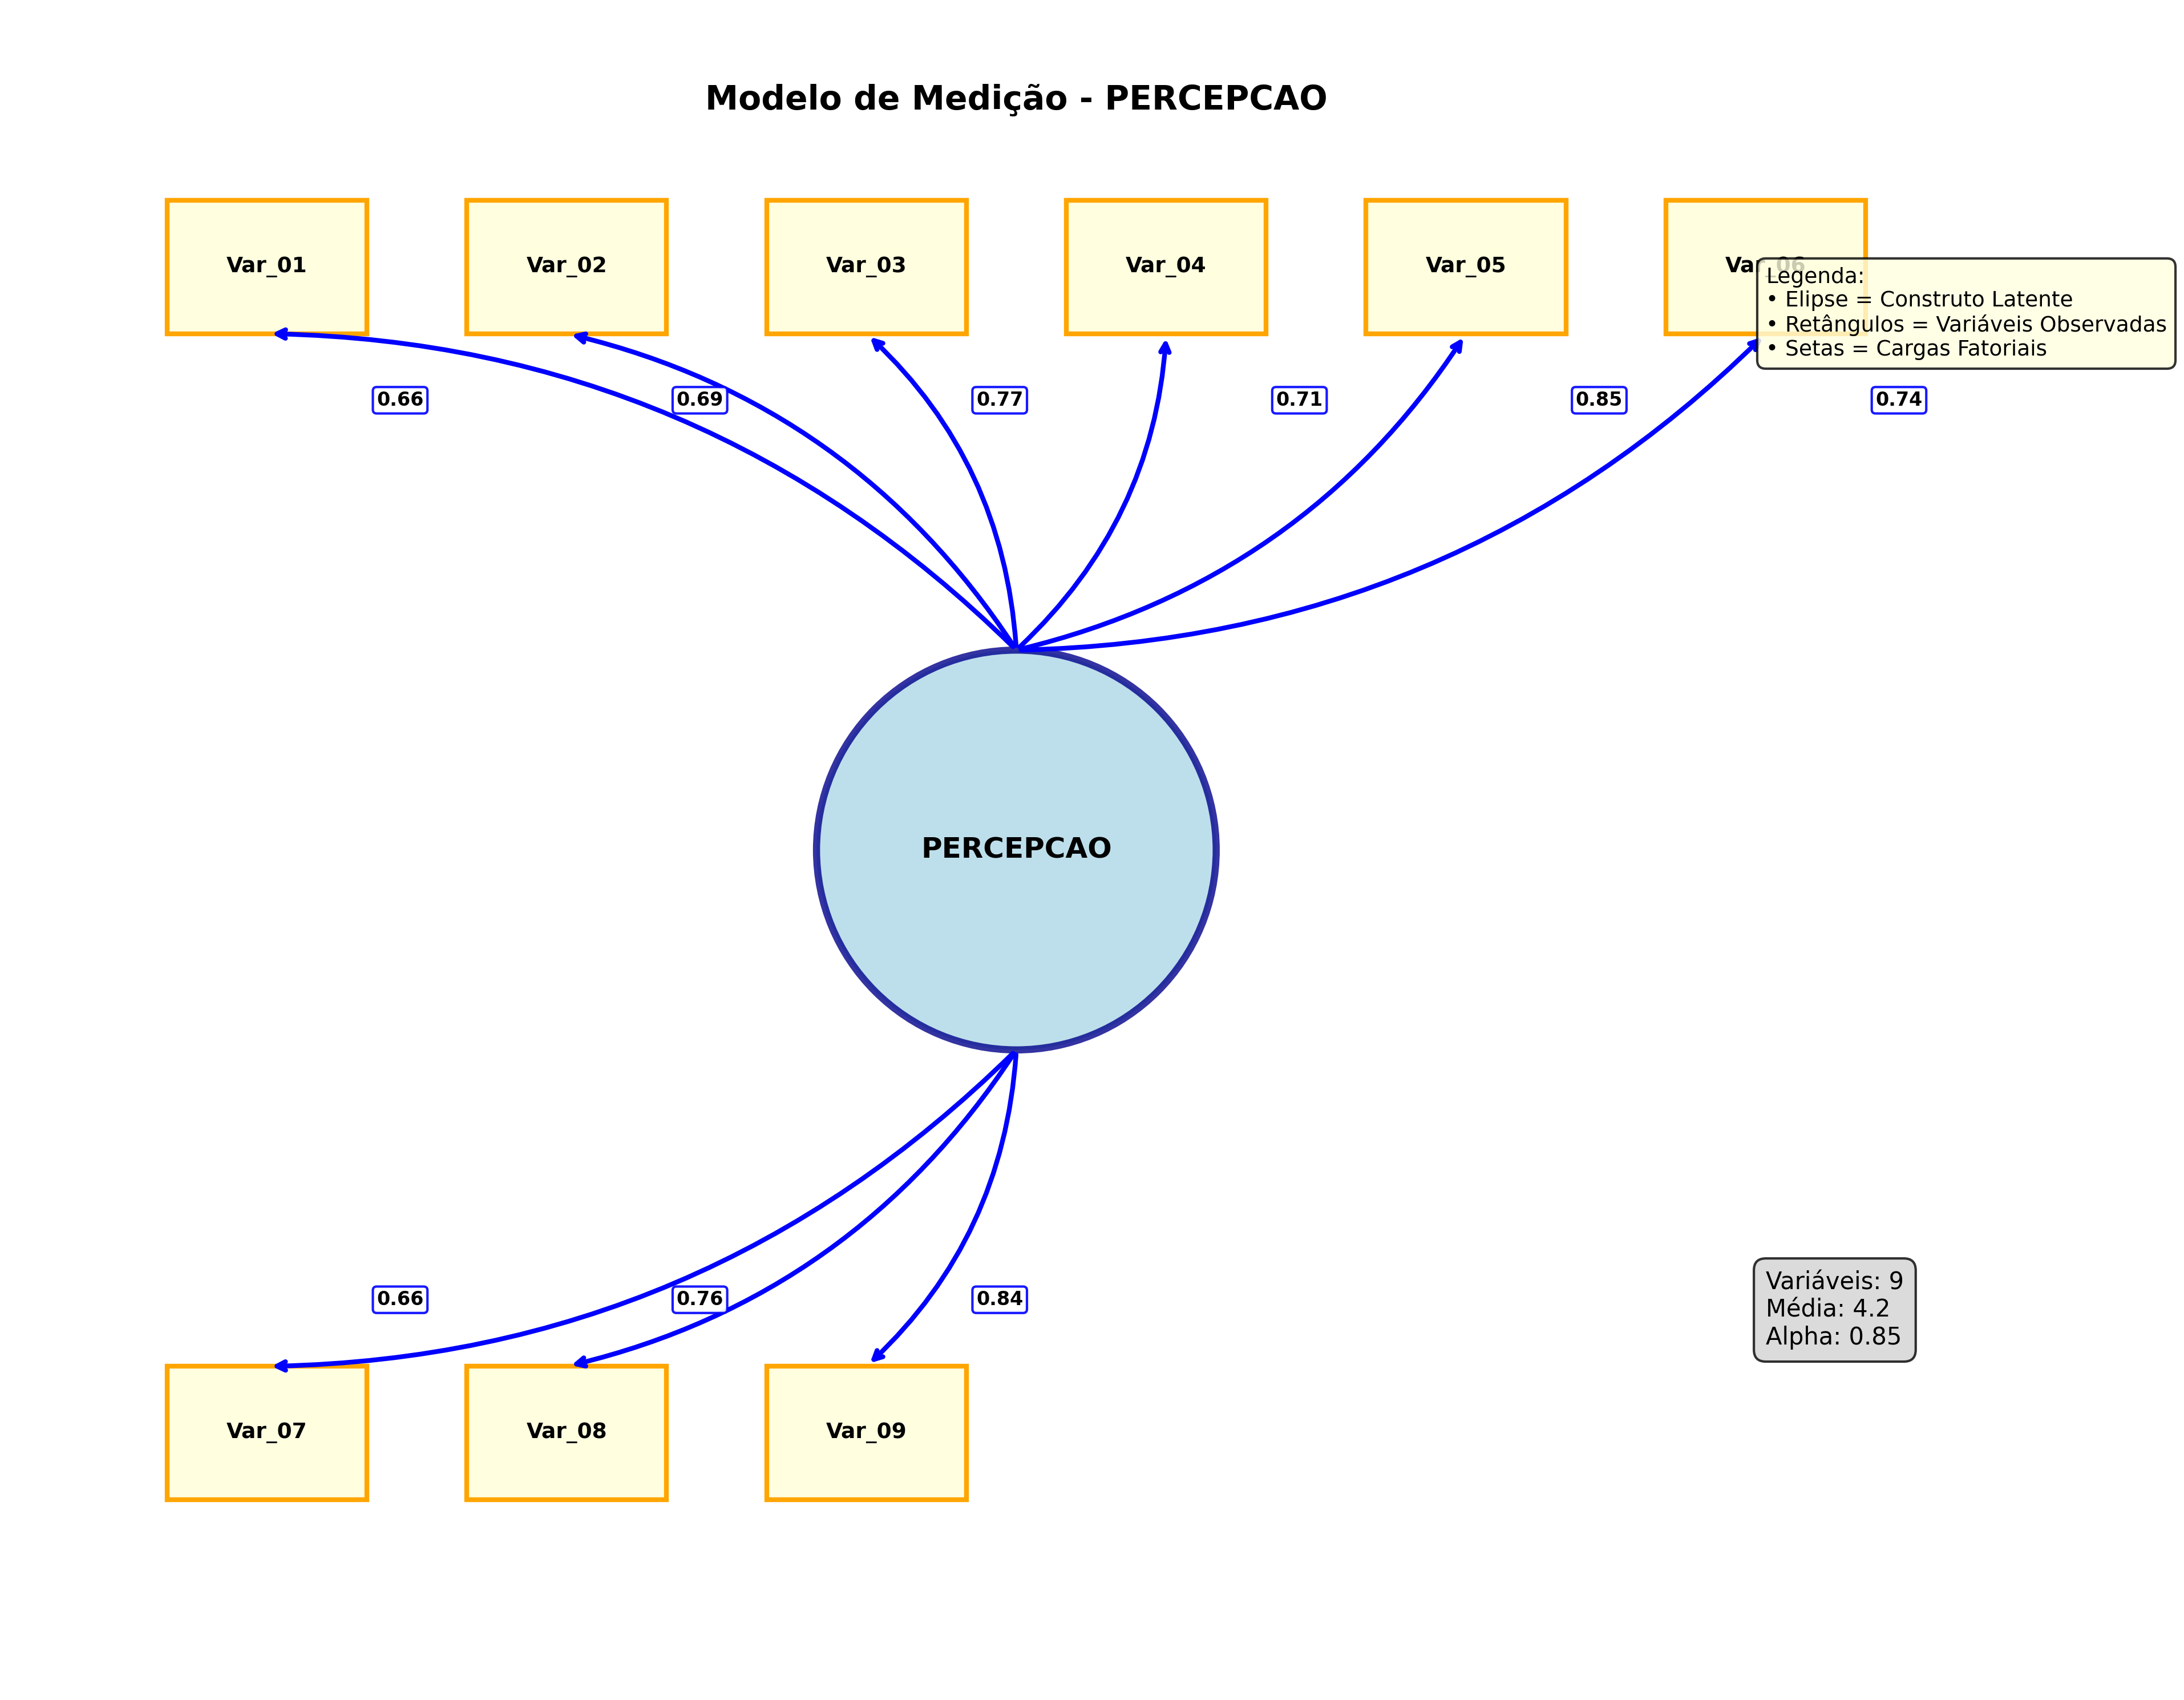 Modelo de Medição - PERCEPCAO
Var_01
Var_02
Var_03
Var_04
Var_05
Var_06
Legenda:
• Elipse = Construto Latente
• Retângulos = Variáveis Observadas
• Setas = Cargas Fatoriais
0.66
0.69
0.77
0.71
0.85
0.74
PERCEPCAO
0.66
0.76
0.84
Variáveis: 9
Média: 4.2
Alpha: 0.85
Var_07
Var_08
Var_09